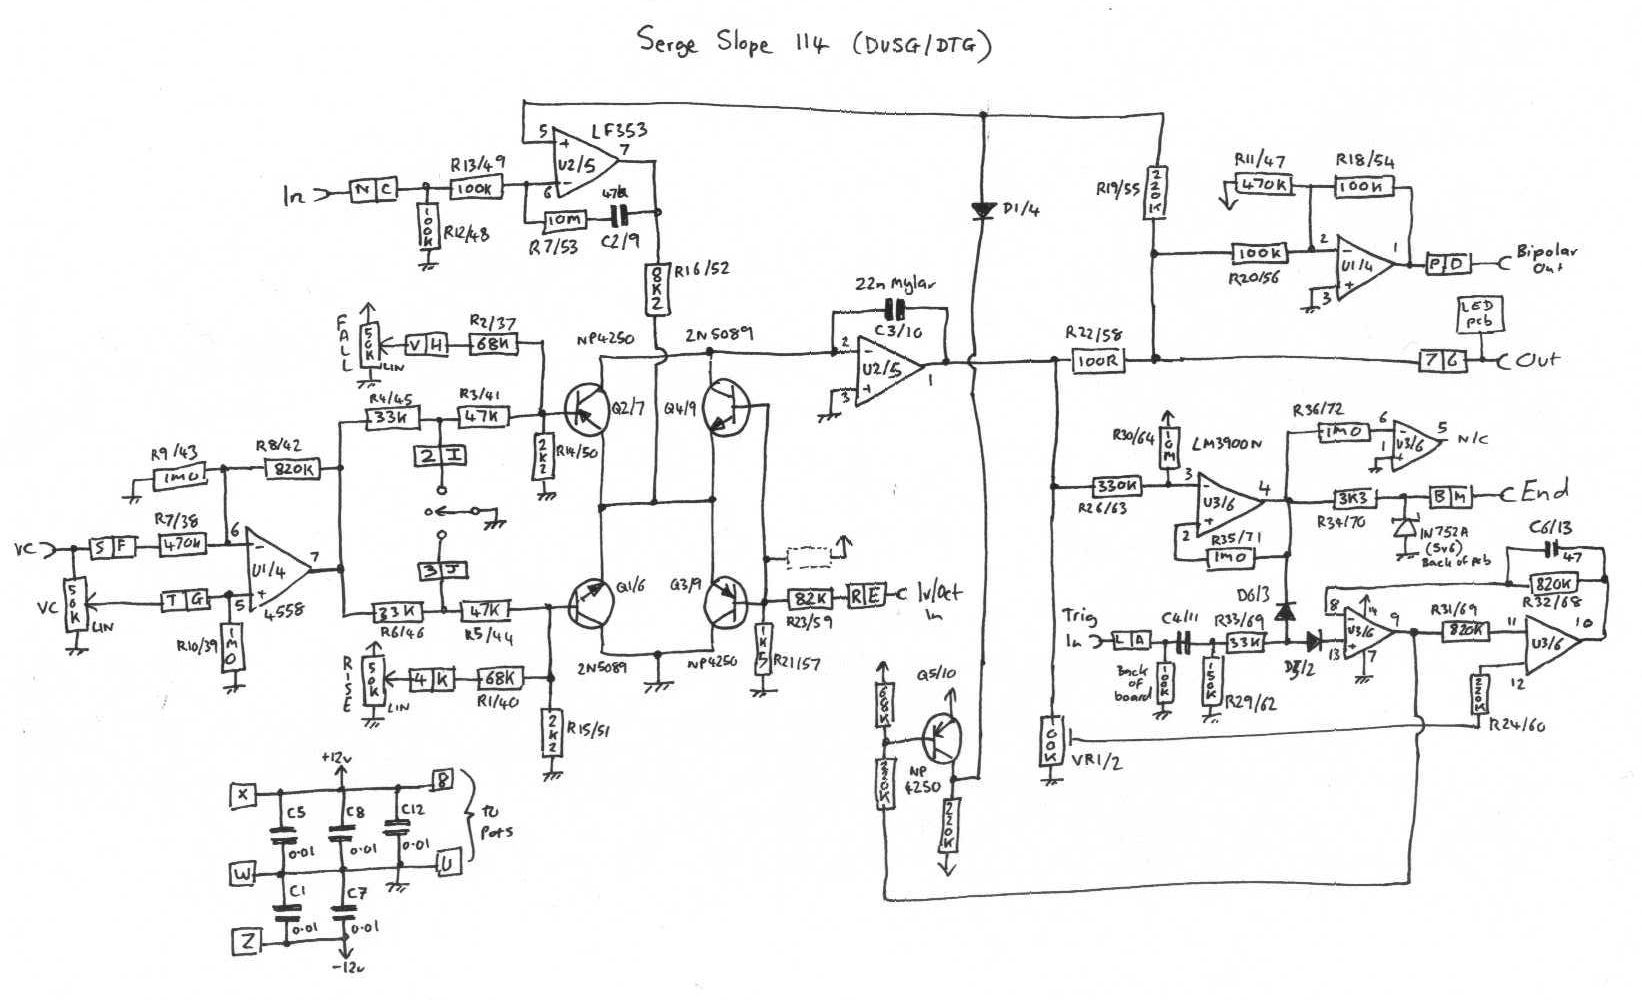 Serge Slope 114 (DVSG/DTG)
LF353
5
+
7
U2/5
6
-
R13/49
100K
In
N C
100K
R12/48
10M
R7/53
47k
C2/9
R16/52
D1/4
R19/55
220K
R11/47
470K
R18/54
100K
100K
R20/56
2
-
1
U1/4
+
3
P D
Bipolar
Out
LED
pcb
R22/58
100R
7 6
Out
22n Mylar
C3/10
2
-
U2/5
+
3
1
FALL
50K
LIN
V H
R2/37
68K
NP4250
2N5089
R4/45
33K
R3/41
47K
Q2/7
Q4/9
2K2
R14/50
2 I
R9/43
1M0
R8/42
820K
R7/38
470K
6
-
7
U1/4
+
5
4558
VC
S F
VC
50K
LIN
T G
R10/39
1M0
3 J
33K
R6/46
47K
R5/44
Q1/6
Q3/9
2N5089
NP4250
RISE
50K
LIN
4 K
68K
R1/40
2K2
R15/51
82K
R23/59
R E
1v/Oct
In
1K5
R21/57
R30/64
10M
LM3900N
330K
R26/63
3
-
4
U3/6
+
2
R35/71
1M0
R36/72
1M0
6
-
5
U3/6
+
1
N/C
3K3
R34/70
B M
End
IN752A
(5v6)
Back of pcb
C6/13
47
820K
R32/68
D6/3
Trig
In
L A
C4/11
R33/69
33K
Back
of
board
100K
150K
R29/62
8
-
14
U3/6
9
13
7
R31/69
820K
11
U3/6
10
12
220K
R24/60
VR1/2
Q5/10
680K
220K
NP
4250
220K
+12v
X
8
C5
C8
C12
0.01
0.01
0.01
to
Pots
W
U
C1
C7
0.01
0.01
Z
-12v